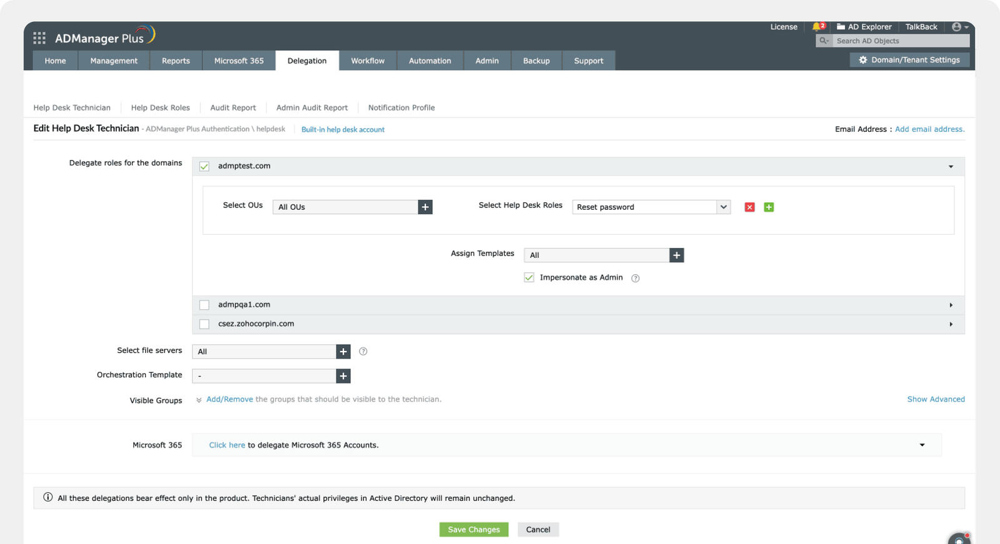 License
2
AD Explorer
TalkBack
ADManager Plus
Search AD Objects
Home
Management
Reports
Microsoft 365
Delegation
Workflow
Automation
Admin
Backup
Support
Domain/Tenant Settings
Help Desk Technician
Help Desk Roles
Audit Report
Admin Audit Report
Notification Profile
Edit Help Desk Technician - ADManager Plus Authentication \ helpdesk
Built-in help desk account
Email Address : Add email address.
Delegate roles for the domains
admptest.com
Select OUs
All OUs
Select Help Desk Roles
Reset password
Assign Templates
All
Impersonate as Admin
?
admpqa1.com
csez.zohocorpin.com
Select file servers
All
?
Orchestration Template
-
Visible Groups
Add/Remove the groups that should be visible to the technician.
Show Advanced
Microsoft 365
Click here to delegate Microsoft 365 Accounts.
All these delegations bear effect only in the product. Technicians' actual privileges in Active Directory will remain unchanged.
Save Changes
Cancel